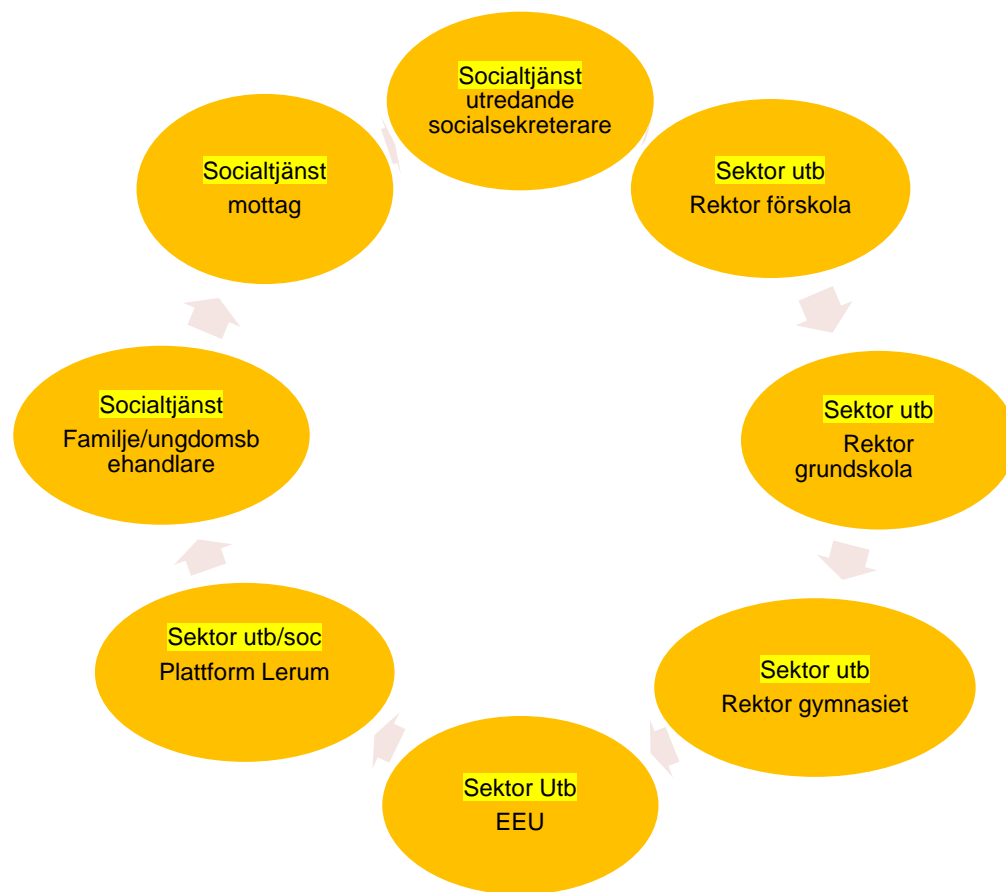 Socialtjänst
utredande
socialsekreterare
Sektor utb
Rektor förskola
Sektor utb
Rektor
grundskola
Sektor utb
Rektor gymnasiet
Sektor Utb
EEU
Sektor utb/soc
Plattform Lerum
Socialtjänst
Familje/ungdomsb
ehandlare
Socialtjänst
mottag